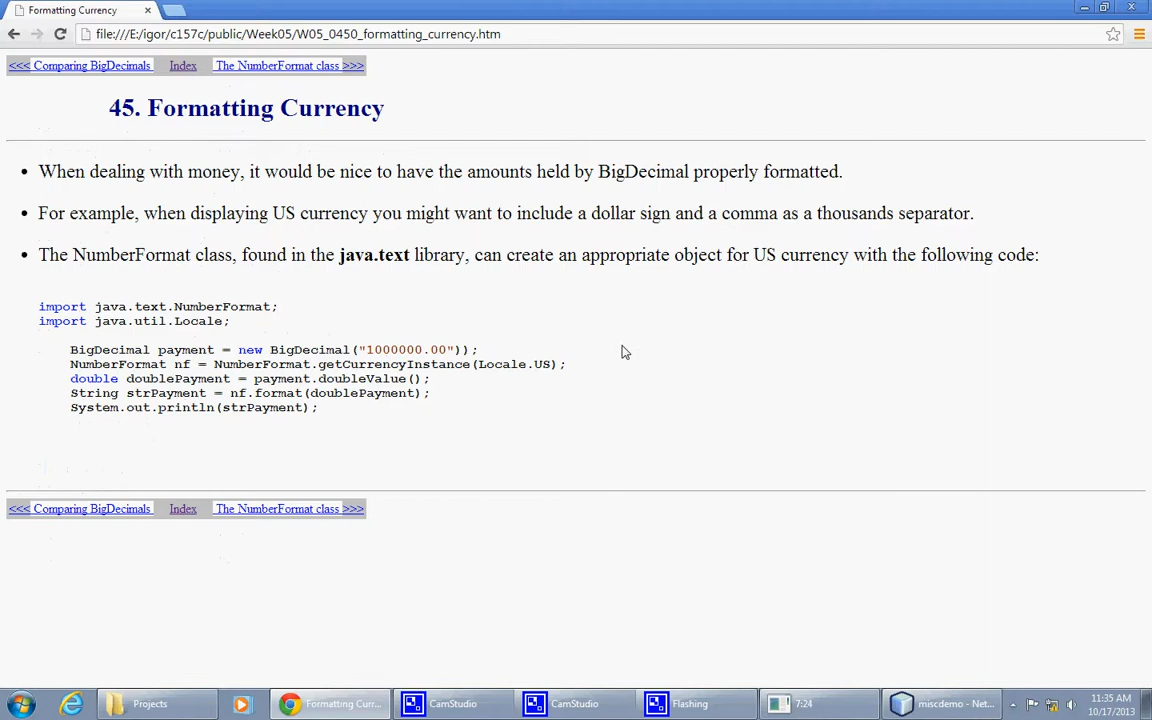 Formatting Currency
file:///E:/igor/c157c/public/Week05/W05_0450_formatting_currency.htm
<<< Comparing BigDecimals Index The NumberFormat class >>>
45. Formatting Currency
• When dealing with money, it would be nice to have the amounts held by BigDecimal properly formatted.
• For example, when displaying US currency you might want to include a dollar sign and a comma as a thousands separator.
• The NumberFormat class, found in the java.text library, can create an appropriate object for US currency with the following code:
import java.text.NumberFormat;
import java.util.Locale;
BigDecimal payment = new BigDecimal("1000000.00"));
NumberFormat nf = NumberFormat.getCurrencyInstance(Locale.US);
double doublePayment = payment.doubleValue();
String strPayment = nf.format(doublePayment);
System.out.println(strPayment);
<<< Comparing BigDecimals Index The NumberFormat class >>>
Projects Formatting Curr... CamStudio CamStudio Flashing 7:24 miscdemo - Net...
11:35 AM
10/17/2013